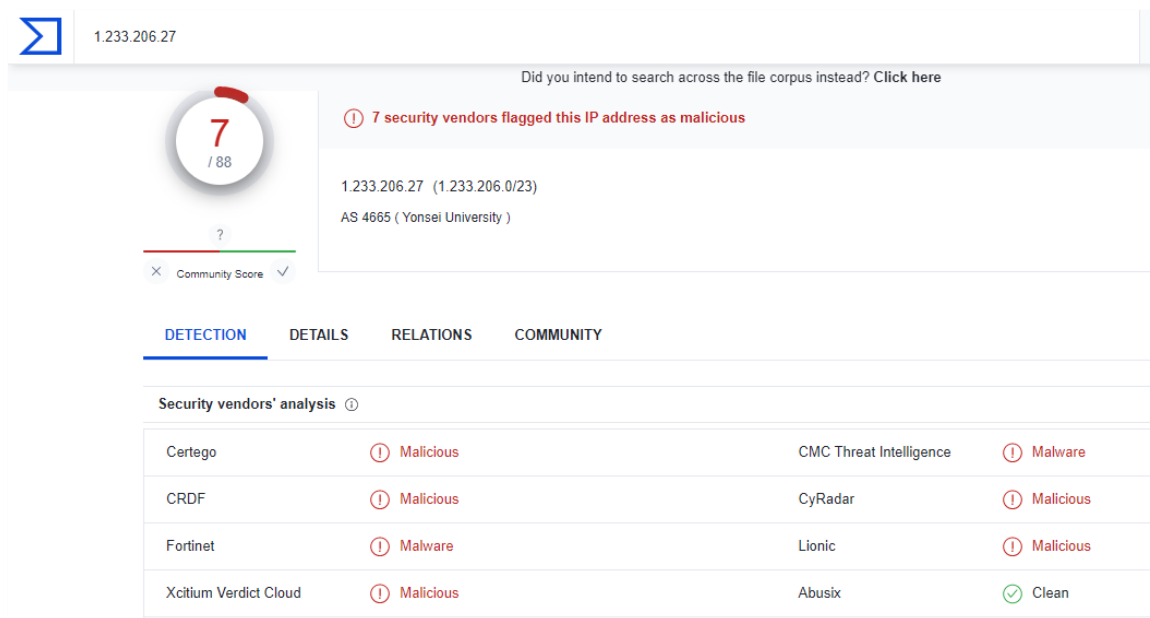 1.233.206.27
Did you intend to search across the file corpus instead? Click here
7
/ 88
7 security vendors flagged this IP address as malicious
1.233.206.27 (1.233.206.0/23)
AS 4665 ( Yonsei University )
?
Community Score
DETECTION DETAILS RELATIONS COMMUNITY
Security vendors' analysis
Certego Malicious CMC Threat Intelligence Malware
CRDF Malicious CyRadar Malicious
Fortinet Malware Lionic Malicious
Xcitium Verdict Cloud Malicious Abusix Clean